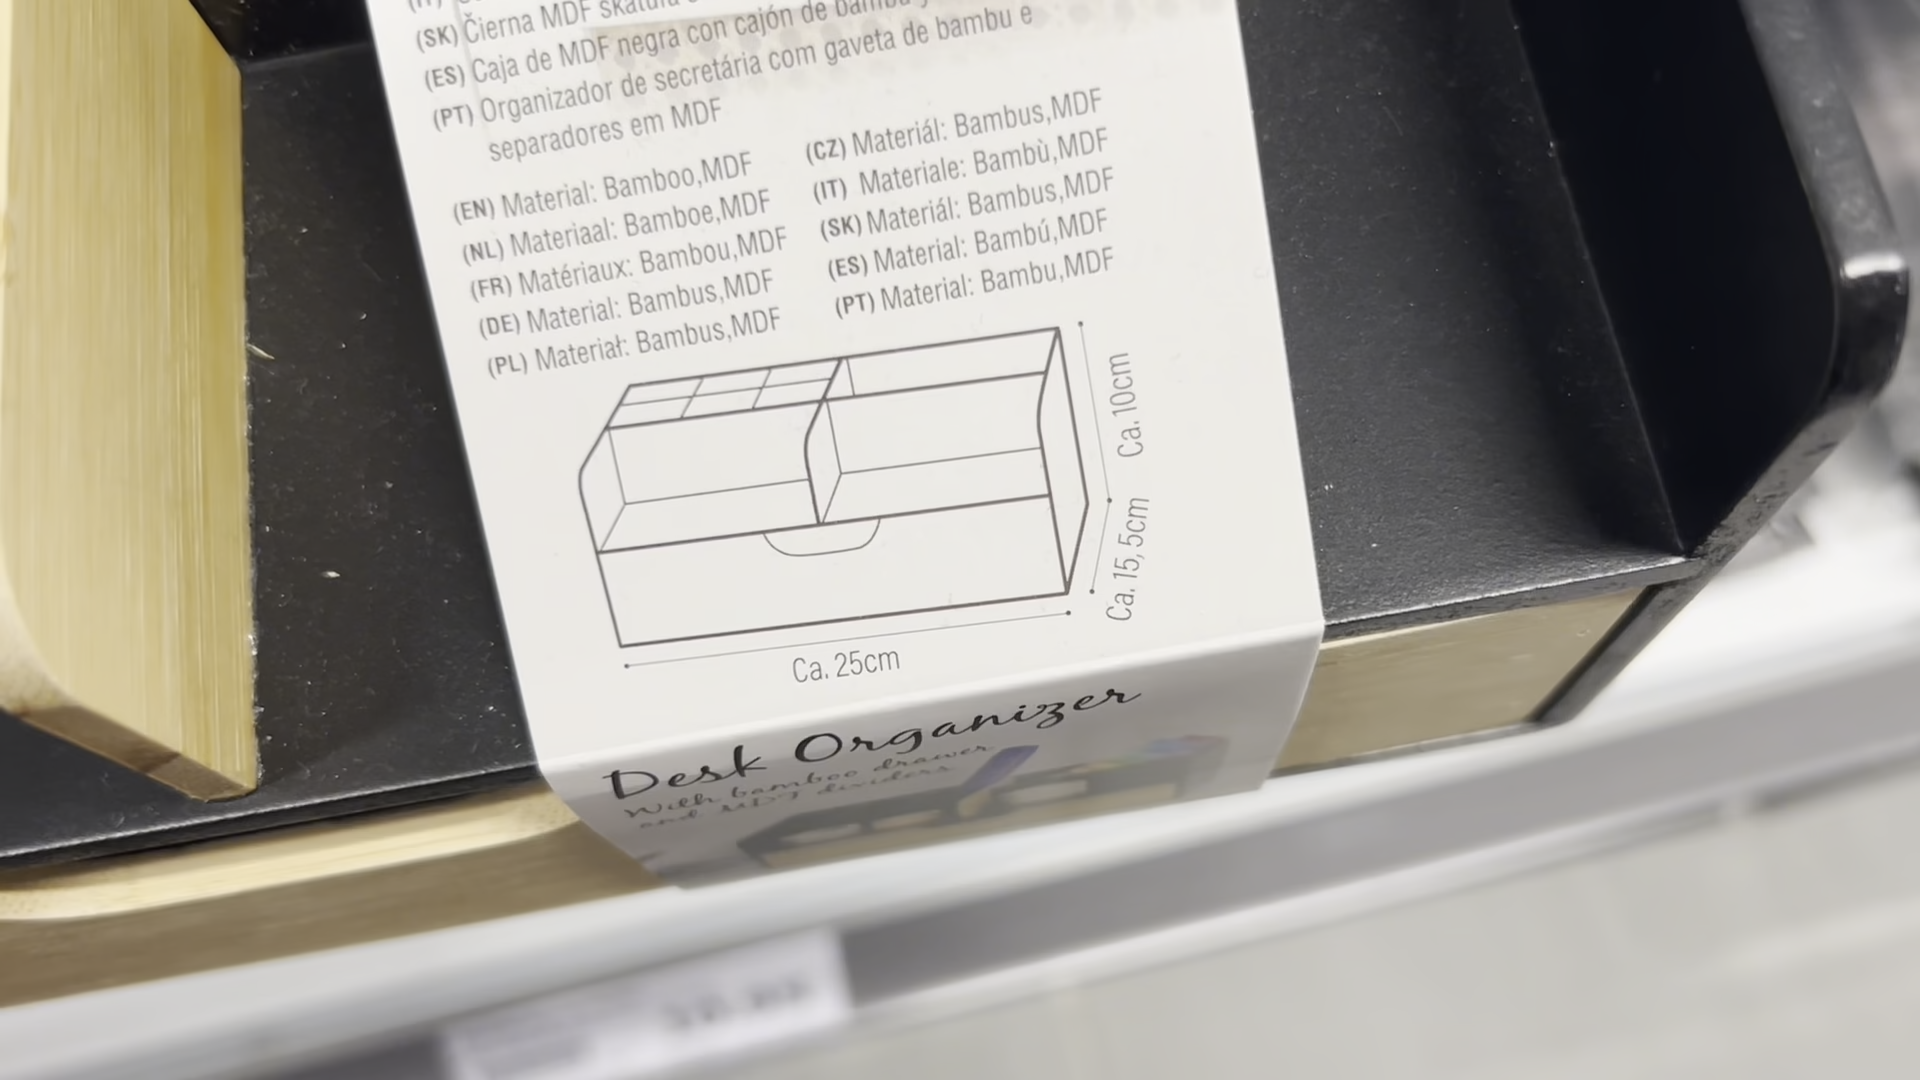 (SK) Čierna MDF
(ES) Caja de MDF negra con cajón de
(PT) Organizador de secretária com gaveta de bambu e
separadores em MDF
(EN) Material: Bamboo,MDF
(NL) Materiaal: Bamboe,MDF
(FR) Matériaux: Bambou,MDF
(DE) Material: Bambus,MDF
(PL) Materiał: Bambus,MDF
(CZ) Materiál: Bambus,MDF
(IT) Materiale: Bambù,MDF
(SK) Materiál: Bambus,MDF
(ES) Material: Bambú,MDF
(PT) Material: Bambu,MDF
Ca. 10cm
Ca. 15,5cm
Ca. 25cm
Desk Organizer
With bamboo drawer
and MDF dividers